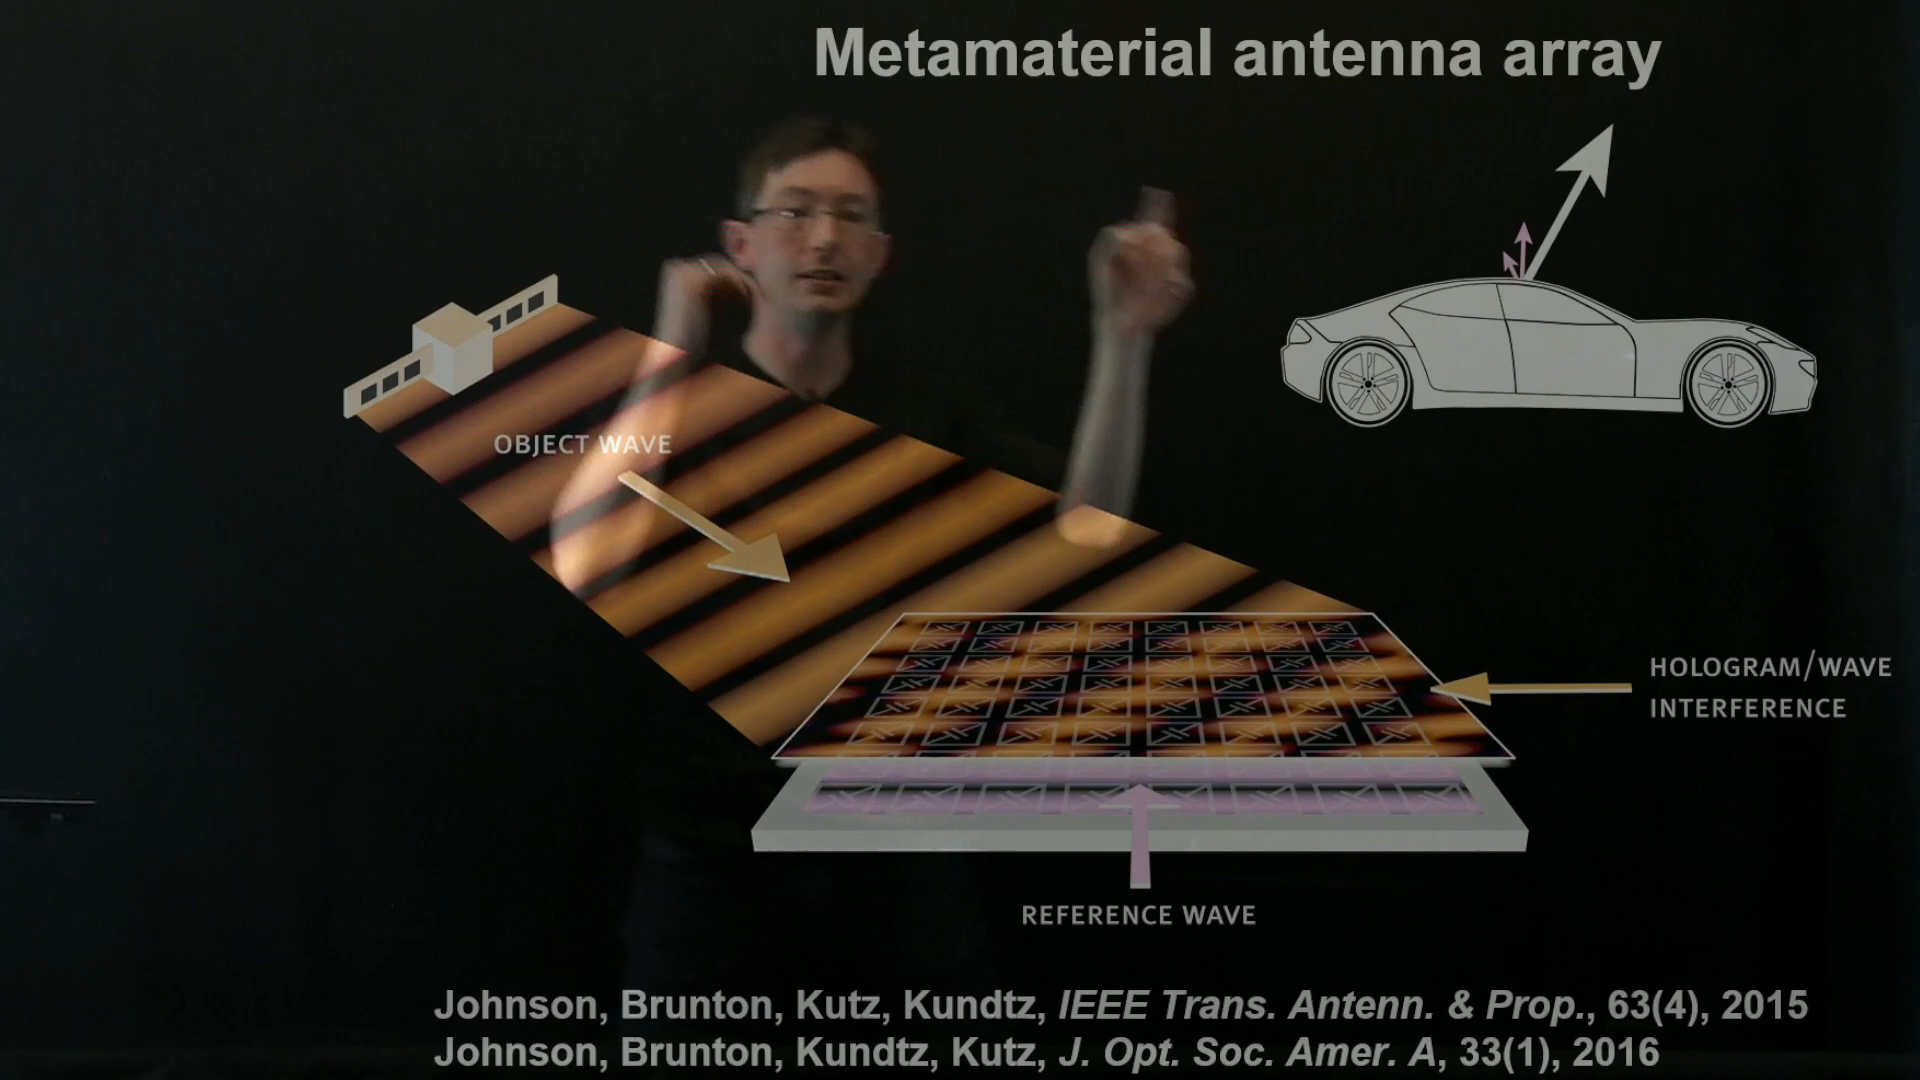 Metamaterial antenna array
OBJECT WAVE
HOLOGRAM/WAVE
INTERFERENCE
REFERENCE WAVE
Johnson, Brunton, Kutz, Kundtz, IEEE Trans. Antenn. & Prop., 63(4), 2015
Johnson, Brunton, Kundtz, Kutz, J. Opt. Soc. Amer. A, 33(1), 2016